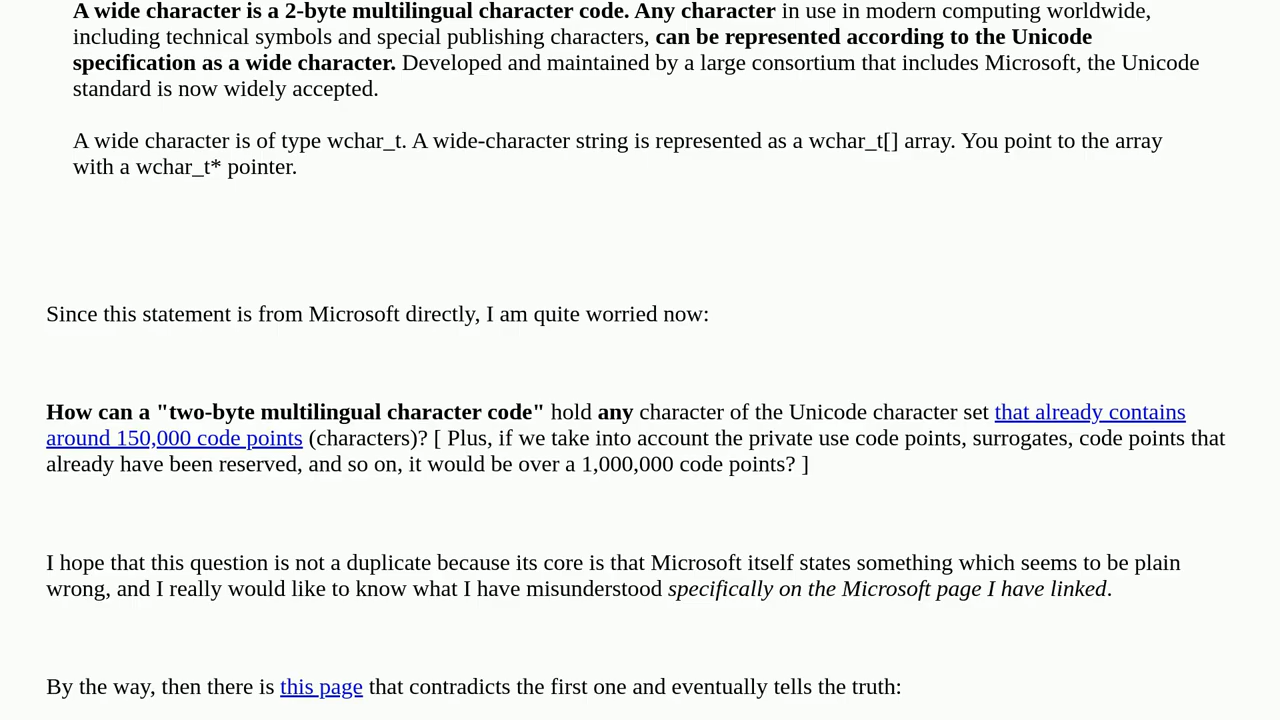 A wide character is a 2-byte multilingual character code. Any character in use in modern computing worldwide,
including technical symbols and special publishing characters, can be represented according to the Unicode
specification as a wide character. Developed and maintained by a large consortium that includes Microsoft, the Unicode
standard is now widely accepted.
A wide character is of type wchar_t. A wide-character string is represented as a wchar_t[] array. You point to the array
with a wchar_t* pointer.
Since this statement is from Microsoft directly, I am quite worried now:
How can a "two-byte multilingual character code" hold any character of the Unicode character set that already contains
around 150,000 code points (characters)? [ Plus, if we take into account the private use code points, surrogates, code points that
already have been reserved, and so on, it would be over a 1,000,000 code points? ]
I hope that this question is not a duplicate because its core is that Microsoft itself states something which seems to be plain
wrong, and I really would like to know what I have misunderstood specifically on the Microsoft page I have linked.
By the way, then there is this page that contradicts the first one and eventually tells the truth: